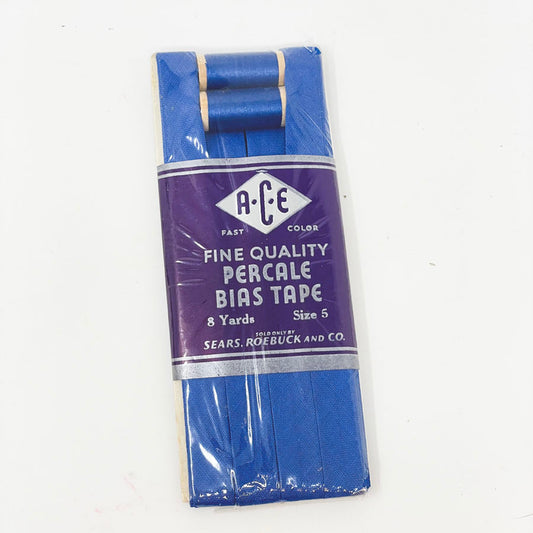 A·C·E
FAST COLOR
FINE QUALITY
PERCALE
BIAS TAPE
8 Yards Size 5
SOLD ONLY BY
SEARS, ROEBUCK AND CO.